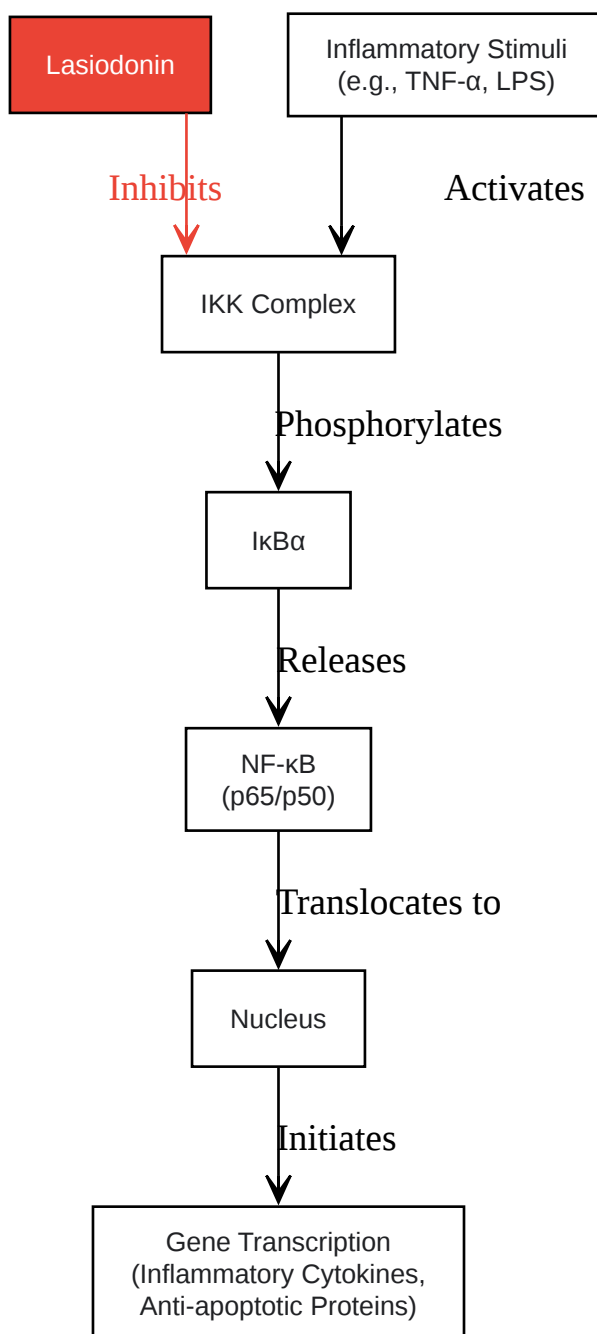 Lasiodonin
Inflammatory Stimuli
(e.g., TNF-α, LPS)
Inhibits
Activates
IKK Complex
Phosphorylates
IκBα
Releases
NF-κB
(p65/p50)
Translocates to
Nucleus
Initiates
Gene Transcription
(Inflammatory Cytokines,
Anti-apoptotic Proteins)